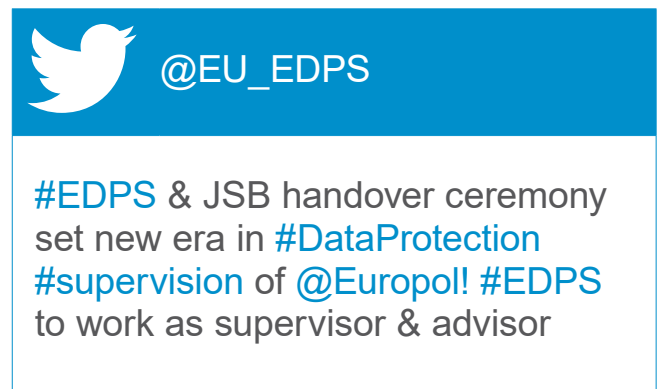 @EU_EDPS
#EDPS & JSB handover ceremony
set new era in #DataProtection
#supervision of @Europol! #EDPS
to work as supervisor & advisor